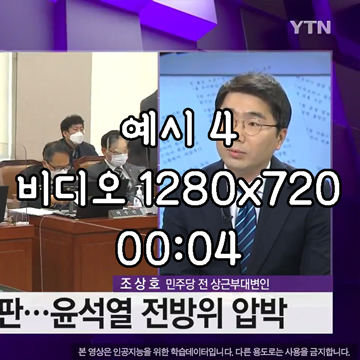 YTN
예시 4
비디오 1280x720
00:04
조상호 민주당 전 상근부대변인
판…윤석열 전방위 압박
본 영상은 인공지능을 위한 학습데이터입니다. 다른 용도로는 사용을 금지합니다.